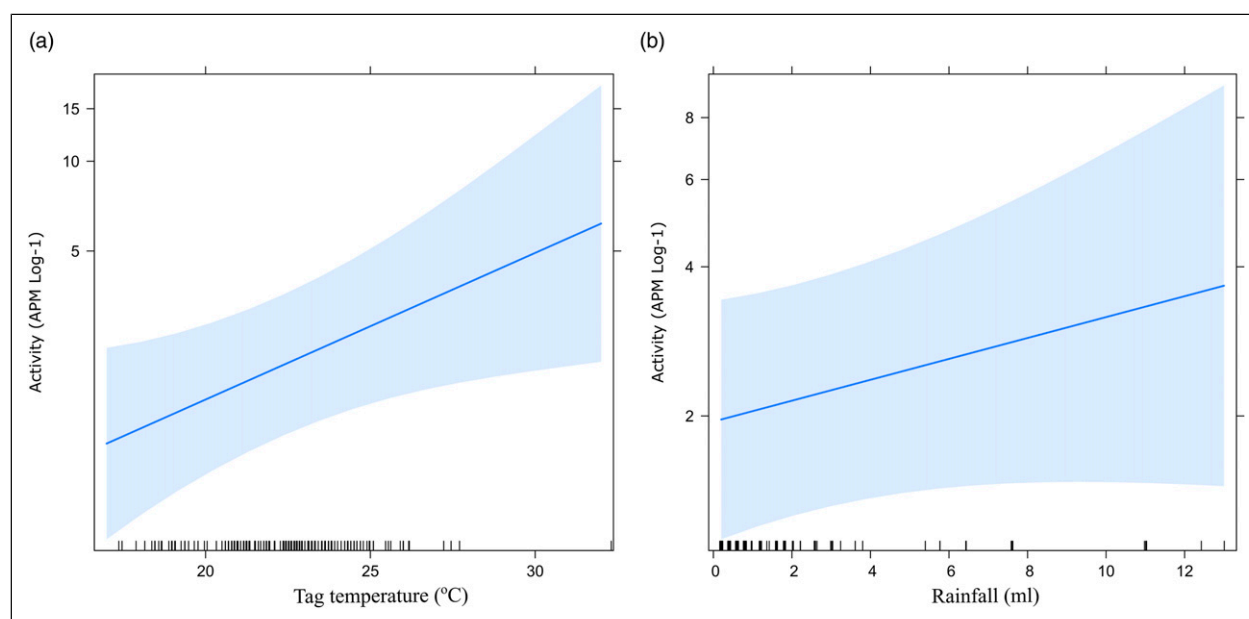 (a)
15
10
5
Activity (APM Log-1)
20 25 30
Tag temperature (ºC)
(b)
8
6
4
2
Activity (APM Log-1)
0 2 4 6 8 10 12
Rainfall (ml)